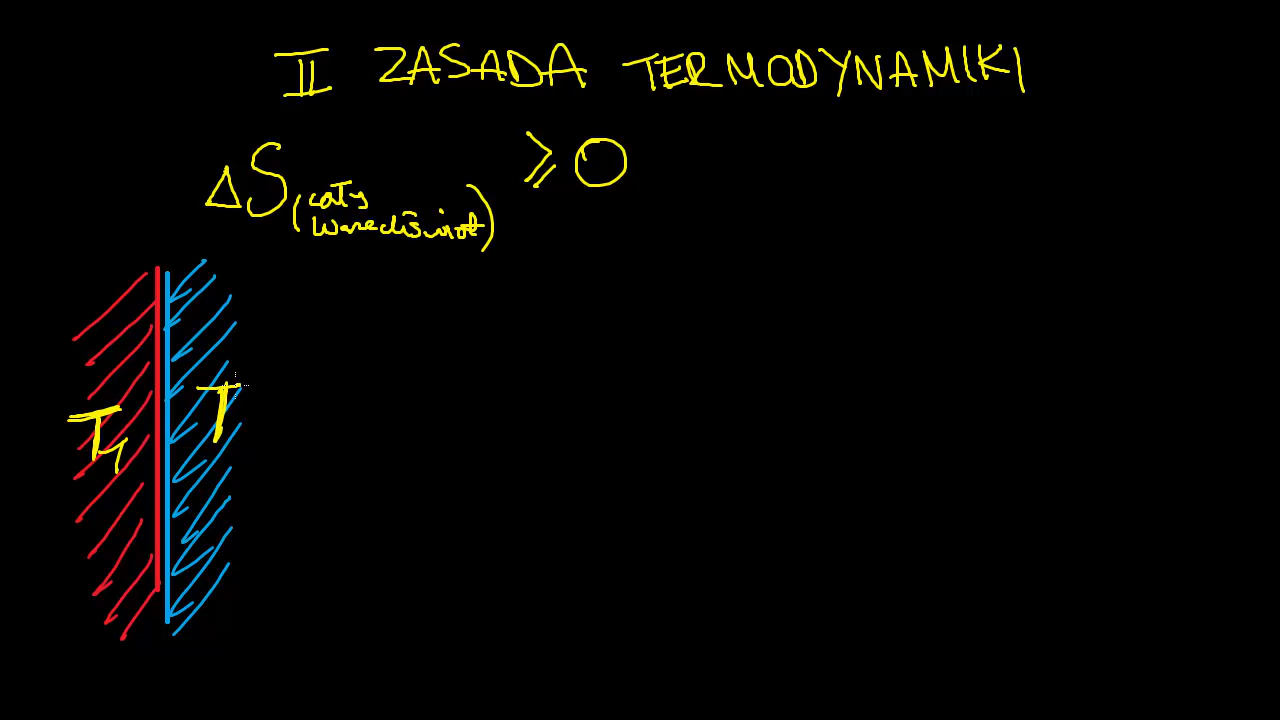 II ZASADA TERMODYNAMIKI
ΔS(cały wszechświat) ≥ 0
T1 T